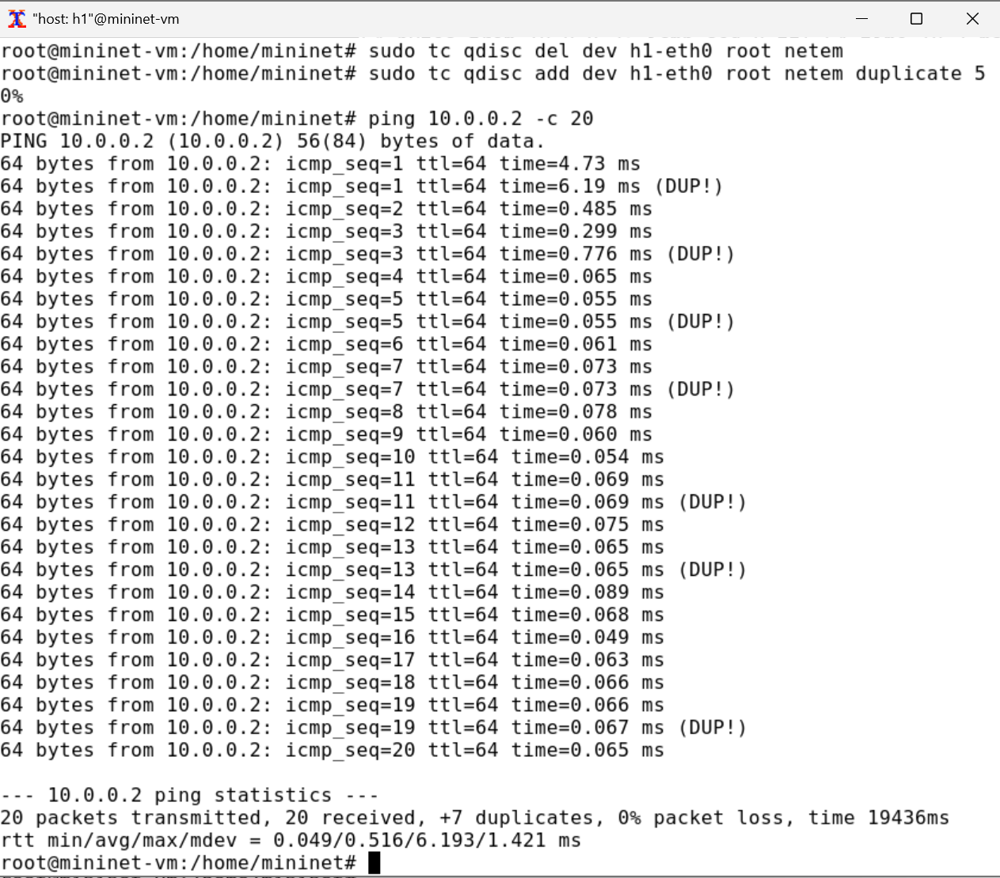 "host: h1"@mininet-vm
root@mininet-vm:/home/mininet# sudo tc qdisc del dev h1-eth0 root netem
root@mininet-vm:/home/mininet# sudo tc qdisc add dev h1-eth0 root netem duplicate 5
0%
root@mininet-vm:/home/mininet# ping 10.0.0.2 -c 20
PING 10.0.0.2 (10.0.0.2) 56(84) bytes of data.
64 bytes from 10.0.0.2: icmp_seq=1 ttl=64 time=4.73 ms
64 bytes from 10.0.0.2: icmp_seq=1 ttl=64 time=6.19 ms (DUP!)
64 bytes from 10.0.0.2: icmp_seq=2 ttl=64 time=0.485 ms
64 bytes from 10.0.0.2: icmp_seq=3 ttl=64 time=0.299 ms
64 bytes from 10.0.0.2: icmp_seq=3 ttl=64 time=0.776 ms (DUP!)
64 bytes from 10.0.0.2: icmp_seq=4 ttl=64 time=0.065 ms
64 bytes from 10.0.0.2: icmp_seq=5 ttl=64 time=0.055 ms
64 bytes from 10.0.0.2: icmp_seq=5 ttl=64 time=0.055 ms (DUP!)
64 bytes from 10.0.0.2: icmp_seq=6 ttl=64 time=0.061 ms
64 bytes from 10.0.0.2: icmp_seq=7 ttl=64 time=0.073 ms
64 bytes from 10.0.0.2: icmp_seq=7 ttl=64 time=0.073 ms (DUP!)
64 bytes from 10.0.0.2: icmp_seq=8 ttl=64 time=0.078 ms
64 bytes from 10.0.0.2: icmp_seq=9 ttl=64 time=0.060 ms
64 bytes from 10.0.0.2: icmp_seq=10 ttl=64 time=0.054 ms
64 bytes from 10.0.0.2: icmp_seq=11 ttl=64 time=0.069 ms
64 bytes from 10.0.0.2: icmp_seq=11 ttl=64 time=0.069 ms (DUP!)
64 bytes from 10.0.0.2: icmp_seq=12 ttl=64 time=0.075 ms
64 bytes from 10.0.0.2: icmp_seq=13 ttl=64 time=0.065 ms
64 bytes from 10.0.0.2: icmp_seq=13 ttl=64 time=0.065 ms (DUP!)
64 bytes from 10.0.0.2: icmp_seq=14 ttl=64 time=0.089 ms
64 bytes from 10.0.0.2: icmp_seq=15 ttl=64 time=0.068 ms
64 bytes from 10.0.0.2: icmp_seq=16 ttl=64 time=0.049 ms
64 bytes from 10.0.0.2: icmp_seq=17 ttl=64 time=0.063 ms
64 bytes from 10.0.0.2: icmp_seq=18 ttl=64 time=0.066 ms
64 bytes from 10.0.0.2: icmp_seq=19 ttl=64 time=0.066 ms
64 bytes from 10.0.0.2: icmp_seq=19 ttl=64 time=0.067 ms (DUP!)
64 bytes from 10.0.0.2: icmp_seq=20 ttl=64 time=0.065 ms
--- 10.0.0.2 ping statistics ---
20 packets transmitted, 20 received, +7 duplicates, 0% packet loss, time 19436ms
rtt min/avg/max/mdev = 0.049/0.516/6.193/1.421 ms
root@mininet-vm:/home/mininet#